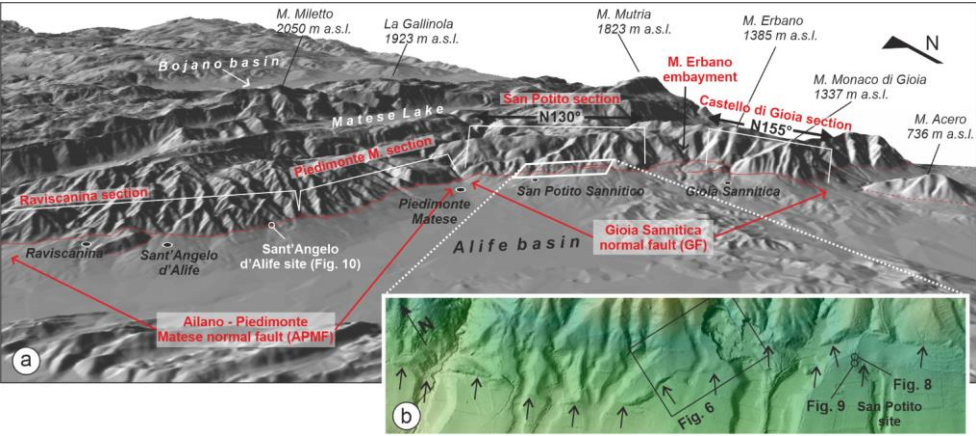 M. Miletto
2050 m a.s.l.
La Gallinola
1923 m a.s.l.
M. Mutria
1823 m a.s.l.
M. Erbano
1385 m a.s.l.
N
Bojano basin
M. Erbano
embayment
M. Monaco di Gioia
1337 m a.s.l.
San Potito section
N130°
Castello di Gioia section
N155°
M. Acero
736 m a.s.l.
Matese Lake
Piedimonte M. section
Raviscanina section
Piedimonte
Matese
San Potito Sannitico
Gioia Sannitica
Raviscanina
Sant'Angelo
d'Alife
Sant'Angelo
d'Alife site (Fig. 10)
Alife basin
Gioia Sannitica
normal fault (GF)
Ailano - Piedimonte
Matese normal fault (APMF)
a
N
Fig. 6
Fig. 8
Fig. 9
San Potito
site
b